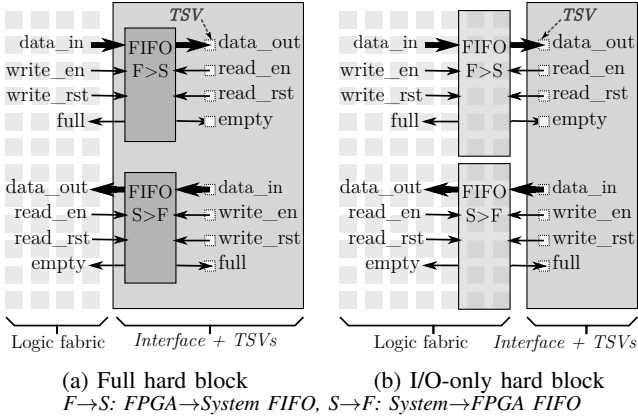 TSV
data_in FIFO data_out
write_en F>S read_en
write_rst read_rst
full empty
data_out FIFO data_in
read_en S>F write_en
read_rst write_rst
empty full
Logic fabric Interface + TSVs
(a) Full hard block
TSV
data_in FIFO data_out
write_en F>S read_en
write_rst read_rst
full empty
data_out FIFO data_in
read_en S>F write_en
read_rst write_rst
empty full
Logic fabric Interface + TSVs
(b) I/O-only hard block
F→S: FPGA→System FIFO, S→F: System→FPGA FIFO